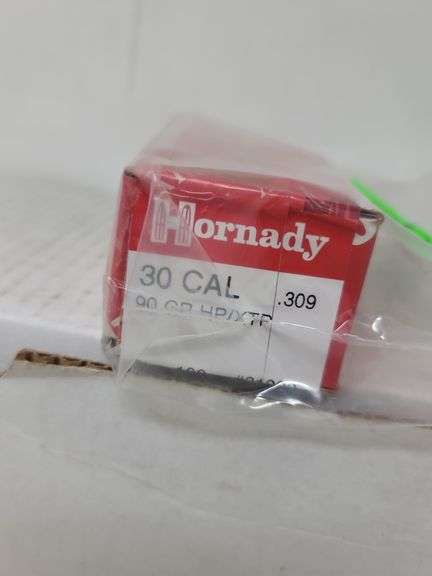 Hornady
30 CAL .309
90 GR HP/XTP